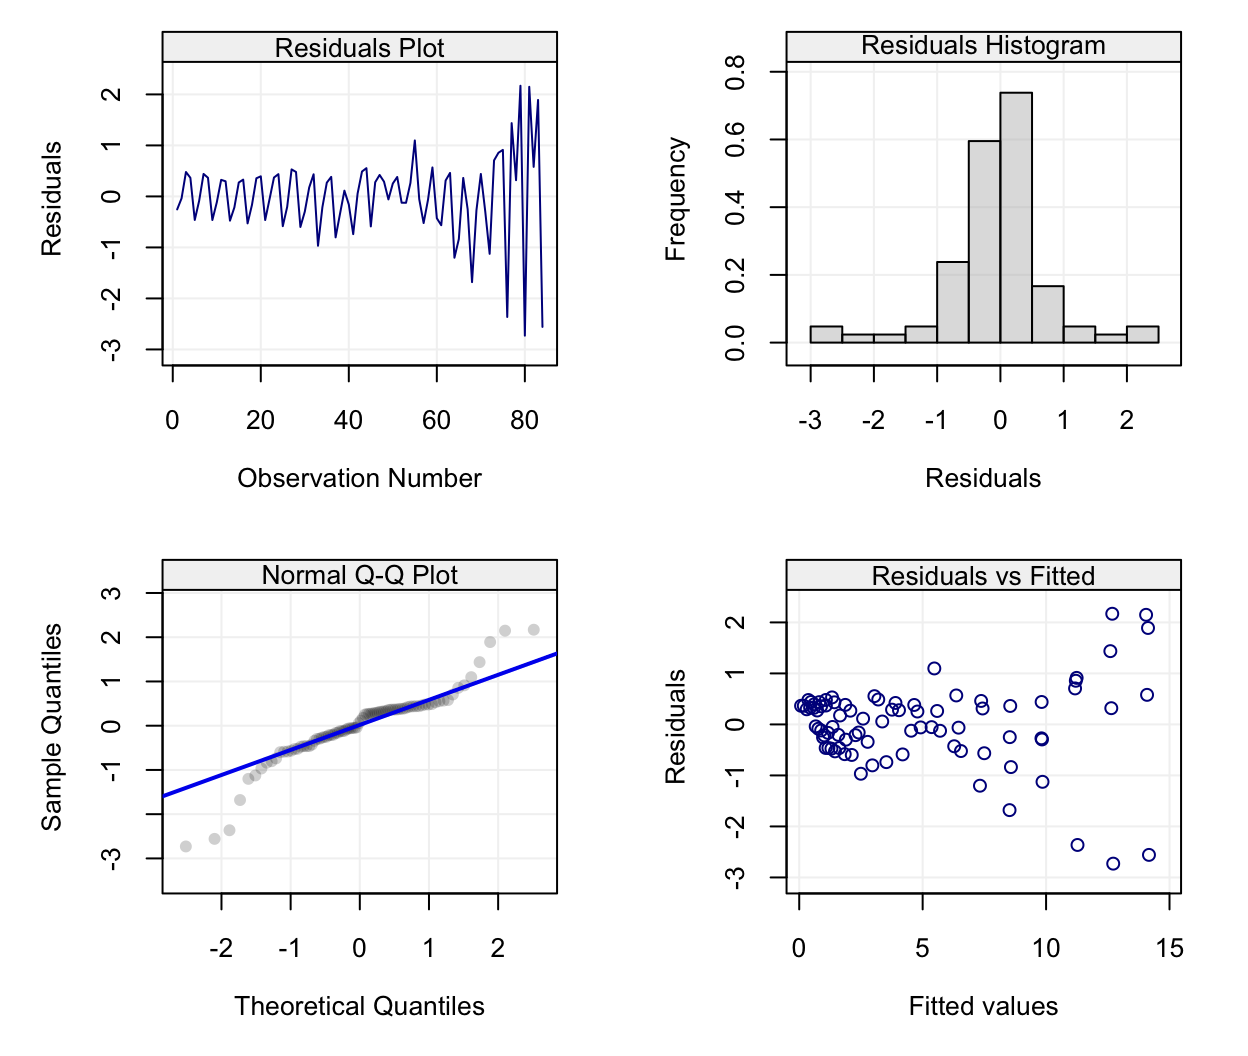 Residuals Plot
Residuals
2
1
0
-1
-2
-3
0 20 40 60 80
Observation Number
Residuals Histogram
Frequency
0.8
0.6
0.4
0.2
0.0
-3 -2 -1 0 1 2
Residuals
Normal Q-Q Plot
Sample Quantiles
3
2
1
0
-1
-3
-2 -1 0 1 2
Theoretical Quantiles
Residuals vs Fitted
Residuals
2
1
0
-1
-2
-3
0 5 10 15
Fitted values